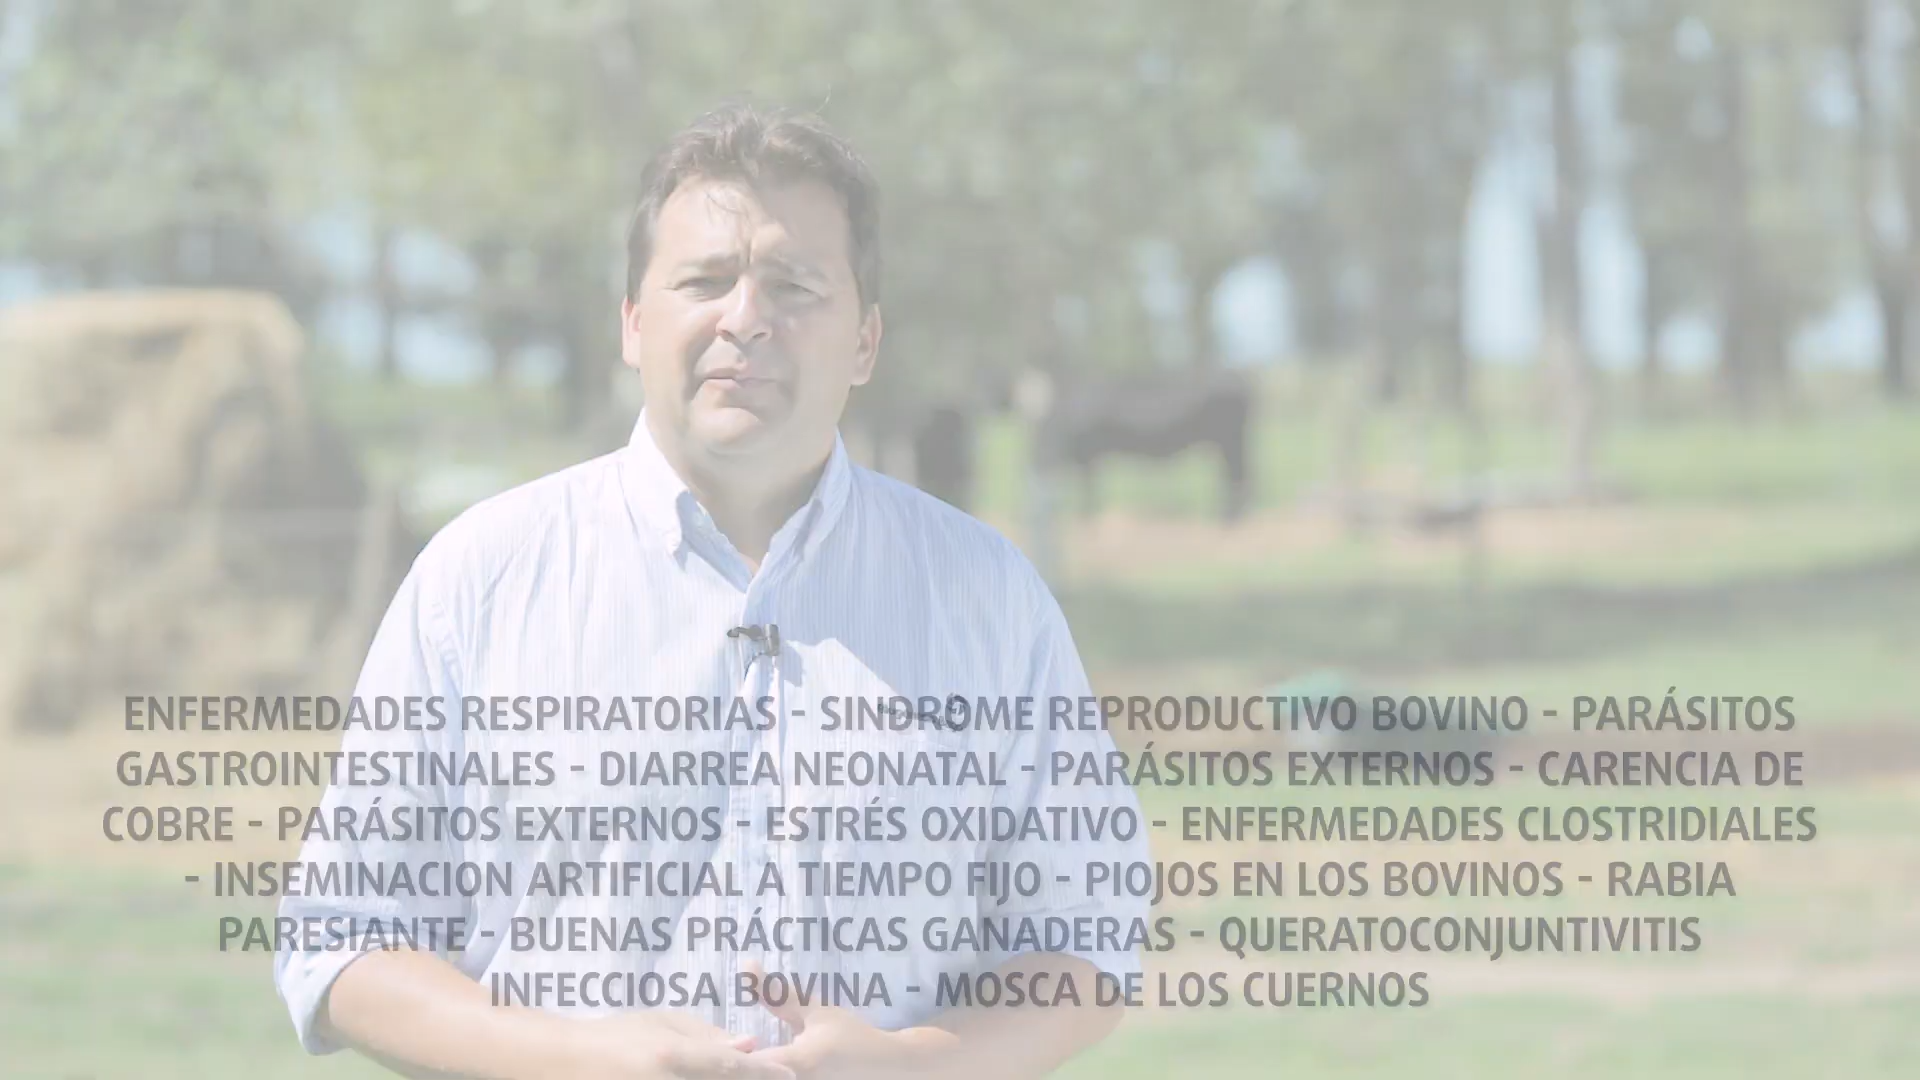 ENFERMEDADES RESPIRATORIAS - SINDROME REPRODUCTIVO BOVINO - PARÁSITOS
GASTROINTESTINALES - DIARREA NEONATAL - PARÁSITOS EXTERNOS - CARENCIA DE
COBRE - PARÁSITOS EXTERNOS - ESTRÉS OXIDATIVO - ENFERMEDADES CLOSTRIDIALES
- INSEMINACION ARTIFICIAL A TIEMPO FIJO - PIOJOS EN LOS BOVINOS - RABIA
PARESIANTE - BUENAS PRÁCTICAS GANADERAS - QUERATOCONJUNTIVITIS
INFECCIOSA BOVINA - MOSCA DE LOS CUERNOS